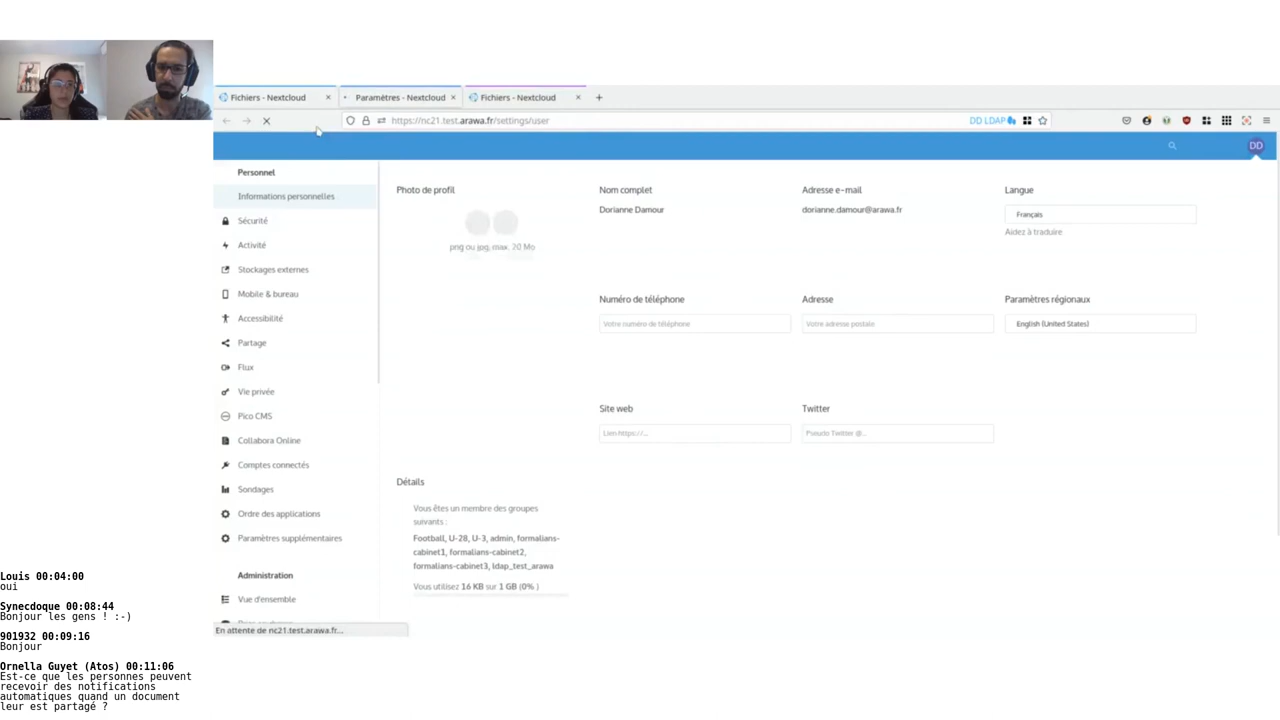 Fichiers - Nextcloud
Paramètres - Nextcloud
Fichiers - Nextcloud
https://nc21.test.arawa.fr/settings/user
DD LDAP
DD
Personnel
Informations personnelles
Sécurité
Activité
Stockages externes
Mobile & bureau
Accessibilité
Partage
Flux
Vie privée
Pico CMS
Collabora Online
Comptes connectés
Sondages
Ordre des applications
Paramètres supplémentaires
Administration
Vue d'ensemble
En attente de nc21.test.arawa.fr...
Photo de profil
png ou jpg, max. 20 Mo
Nom complet
Dorianne Damour
Adresse e-mail
dorianne.damour@arawa.fr
Langue
Français
Aidez à traduire
Numéro de téléphone
Votre numéro de téléphone
Adresse
Votre adresse postale
Paramètres régionaux
English (United States)
Site web
Lien https://...
Twitter
Pseudo Twitter @...
Détails
Vous êtes un membre des groupes
suivants :
Football, U-28, U-3, admin, formalians-
cabinet1, formalians-cabinet2,
formalians-cabinet3, ldap_test_arawa
Vous utilisez 16 KB sur 1 GB (0% )
Louis 00:04:00
oui
Synecdoque 00:08:44
Bonjour les gens ! :-)
901932 00:09:16
Bonjour
Ornella Guyet (Atos) 00:11:06
Est-ce que les personnes peuvent
recevoir des notifications
automatiques quand un document
leur est partagé ?